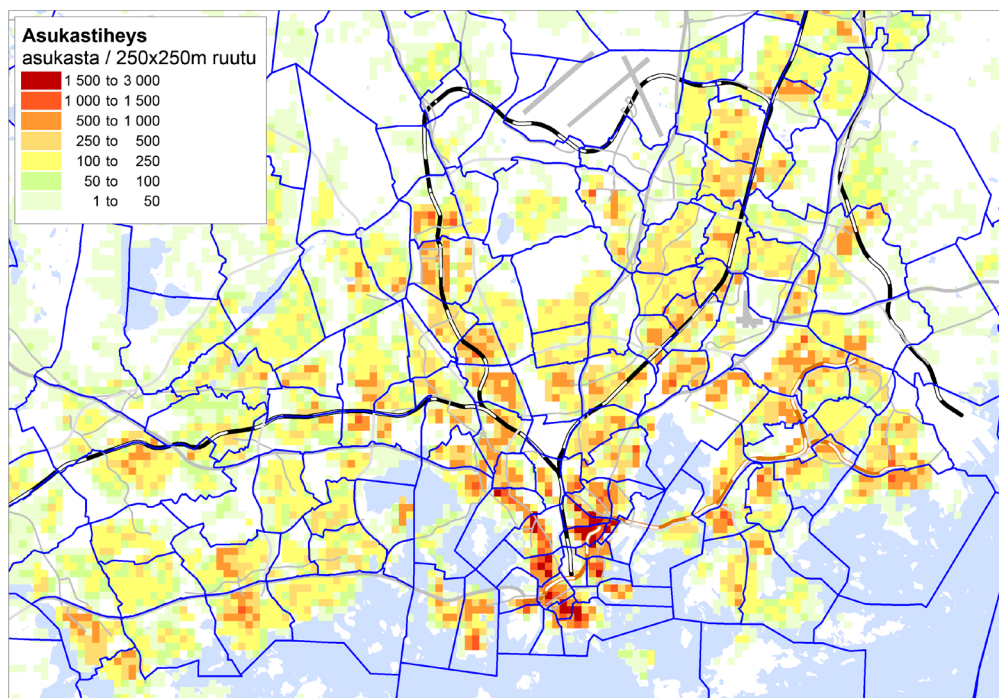 Asukastiheys
asukasta / 250x250m ruutu
1 500 to 3 000
1 000 to 1 500
500 to 1 000
250 to 500
100 to 250
50 to 100
1 to 50